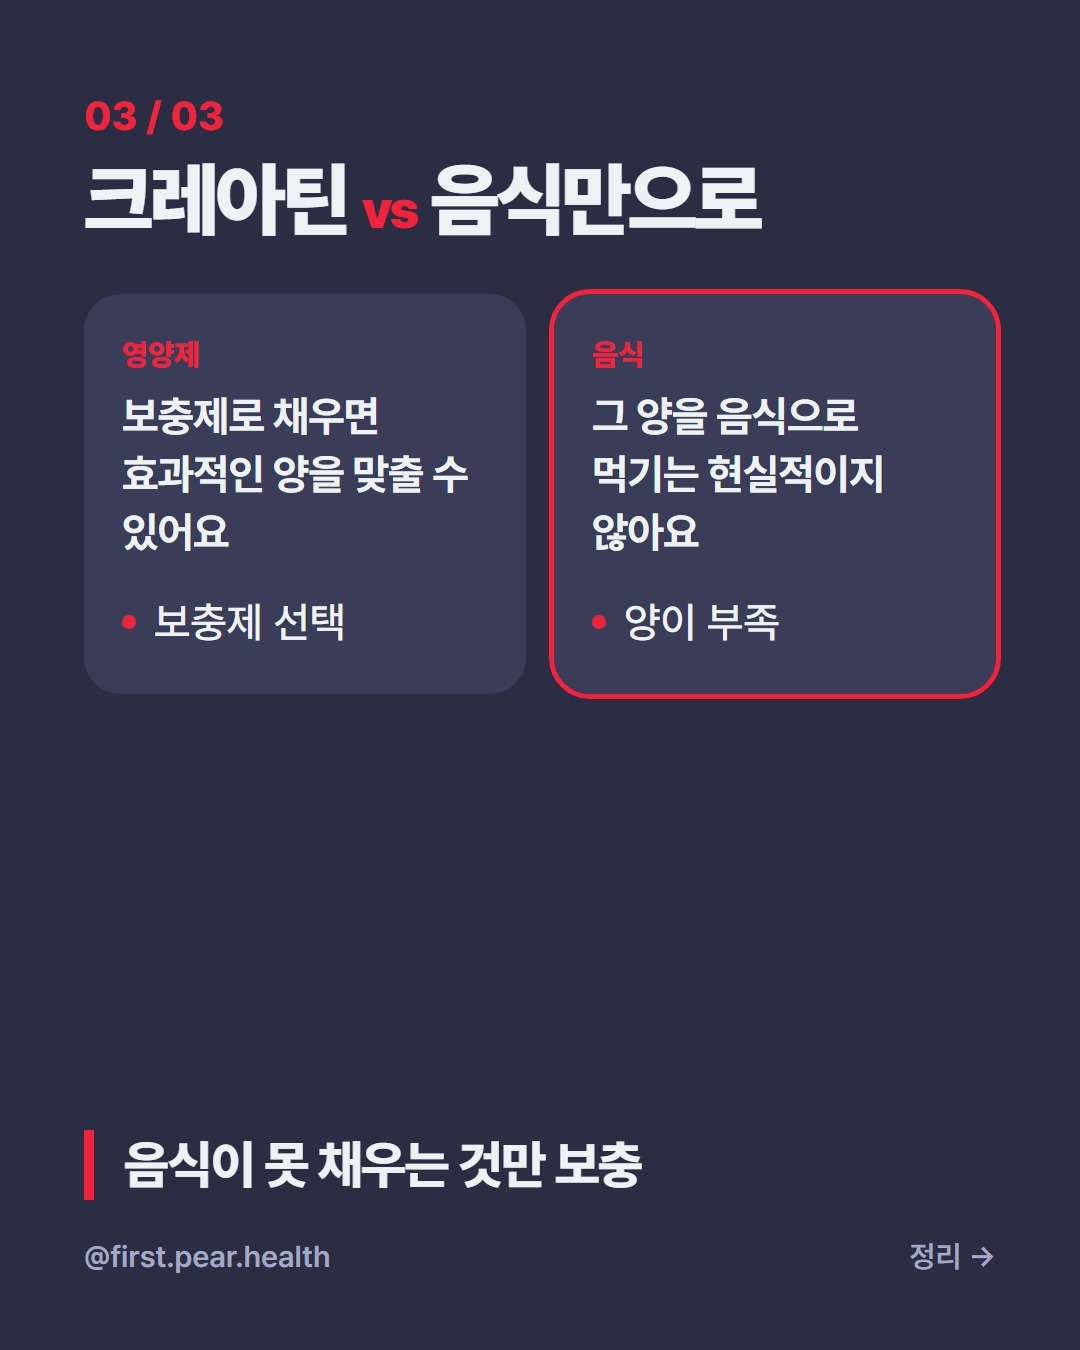 03 / 03
크레아틴 vs 음식만으로
영양제
보충제로 채우면
효과적인 양을 맞출 수
있어요
• 보충제 선택
음식
그 양을 음식으로
먹기는 현실적이지
않아요
• 양이 부족
음식이 못 채우는 것만 보충
@first.pear.health
정리 →